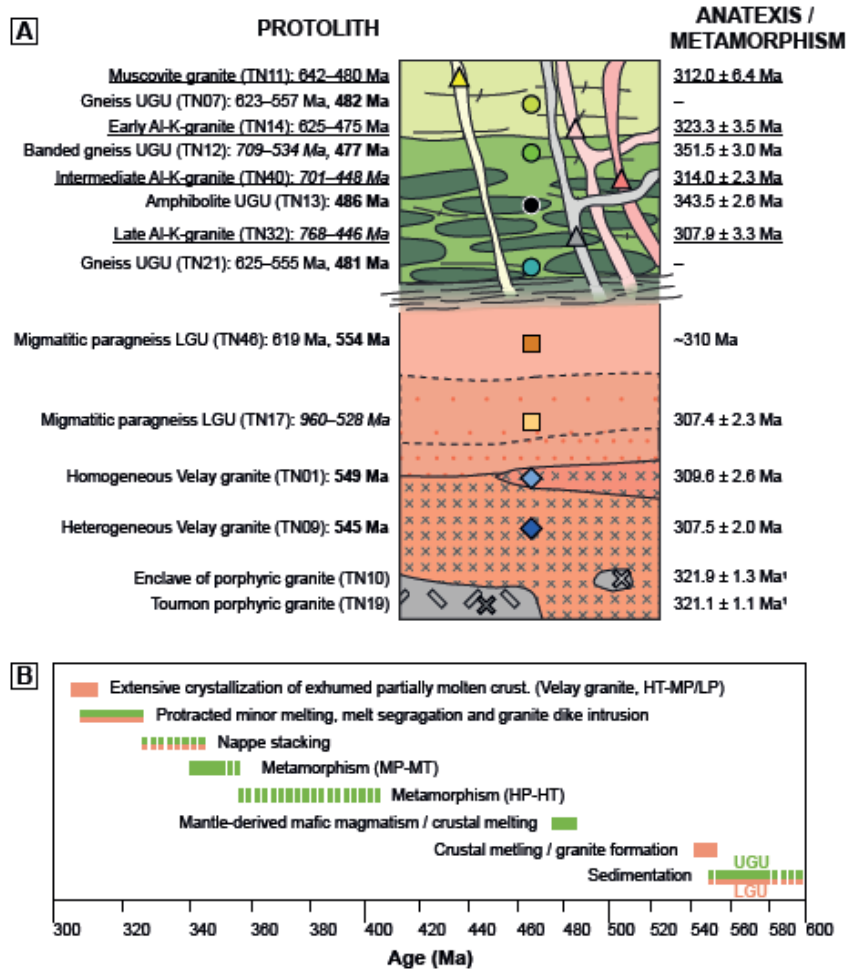 A
PROTOLITH
ANATEXIS /
METAMORPHISM
Muscovite granite (TN11): 642–480 Ma
312.0 ± 6.4 Ma
Gneiss UGU (TN07): 623–557 Ma, 482 Ma
–
Early Al-K-granite (TN14): 625–475 Ma
323.3 ± 3.5 Ma
Banded gneiss UGU (TN12): 709–534 Ma, 477 Ma
351.5 ± 3.0 Ma
Intermediate Al-K-granite (TN40): 701–448 Ma
314.0 ± 2.3 Ma
Amphibolite UGU (TN13): 486 Ma
343.5 ± 2.6 Ma
Late Al-K-granite (TN32): 768–446 Ma
307.9 ± 3.3 Ma
Gneiss UGU (TN21): 625–555 Ma, 481 Ma
–
Migmatitic paragneiss LGU (TN46): 619 Ma, 554 Ma
~310 Ma
Migmatitic paragneiss LGU (TN17): 960–528 Ma
307.4 ± 2.3 Ma
Homogeneous Velay granite (TN01): 549 Ma
309.6 ± 2.6 Ma
Heterogeneous Velay granite (TN09): 545 Ma
307.5 ± 2.0 Ma
Enclave of porphyric granite (TN10)
321.9 ± 1.3 Ma¹
Tournon porphyric granite (TN19)
321.1 ± 1.1 Ma¹
B
Extensive crystallization of exhumed partially molten crust. (Velay granite, HT-MP/LP)
Protracted minor melting, melt segregation and granite dike intrusion
Nappe stacking
Metamorphism (MP-MT)
Metamorphism (HP-HT)
Mantle-derived mafic magmatism / crustal melting
Crustal metling / granite formation
UGU
Sedimentation
LGU
300 340 360 380 400 420 440 460 480 500 520 540 560 580 600
Age (Ma)